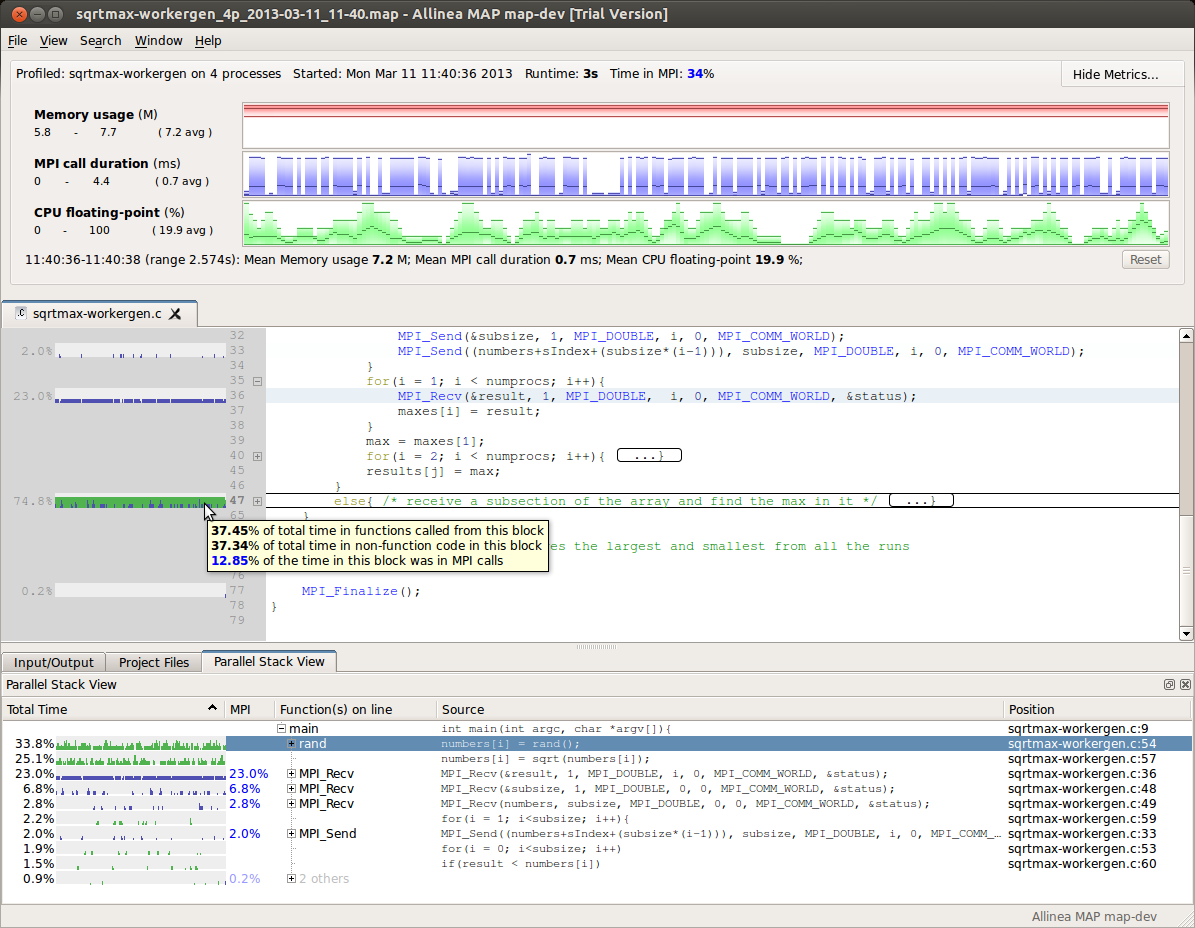 sqrtmax-workergen_4p_2013-03-11_11-40.map - Allinea MAP map-dev [Trial Version]
File View Search Window Help
Profiled: sqrtmax-workergen on 4 processes Started: Mon Mar 11 11:40:36 2013 Runtime: 3s Time in MPI: 34%
Hide Metrics...
Memory usage (M)
5.8 - 7.7 ( 7.2 avg )
MPI call duration (ms)
0 - 4.4 ( 0.7 avg )
CPU floating-point (%)
0 - 100 ( 19.9 avg )
11:40:36-11:40:38 (range 2.574s): Mean Memory usage 7.2 M; Mean MPI call duration 0.7 ms; Mean CPU floating-point 19.9 %;
Reset
.c sqrtmax-workergen.c X
32 MPI_Send(&subsize, 1, MPI_DOUBLE, i, 0, MPI_COMM_WORLD);
2.0% 33 MPI_Send((numbers+sIndex+(subsize*(i-1))), subsize, MPI_DOUBLE, i, 0, MPI_COMM_WORLD);
34 }
35 for(i = 1; i < numprocs; i++){
23.0% 36 MPI_Recv(&result, 1, MPI_DOUBLE, i, 0, MPI_COMM_WORLD, &status);
37 maxes[i] = result;
38 }
39 max = maxes[1];
40 for(i = 2; i < numprocs; i++){ ...}
45 results[j] = max;
46 }
74.8% 47 else{ /* receive a subsection of the array and find the max in it */ ...}
65 }
37.45% of total time in functions called from this block
37.34% of total time in non-function code in this block
es the largest and smallest from all the runs
12.85% of the time in this block was in MPI calls
76
0.2% 77 MPI_Finalize();
78 }
79
Input/Output Project Files Parallel Stack View
Parallel Stack View
Total Time MPI Function(s) on line Source Position
main int main(int argc, char *argv[]){ sqrtmax-workergen.c:9
33.8% rand numbers[i] = rand(); sqrtmax-workergen.c:54
25.1% numbers[i] = sqrt(numbers[i]); sqrtmax-workergen.c:57
23.0% 23.0% MPI_Recv MPI_Recv(&result, 1, MPI_DOUBLE, i, 0, MPI_COMM_WORLD, &status); sqrtmax-workergen.c:36
6.8% 6.8% MPI_Recv MPI_Recv(&subsize, 1, MPI_DOUBLE, 0, 0, MPI_COMM_WORLD, &status); sqrtmax-workergen.c:48
2.8% 2.8% MPI_Recv MPI_Recv(numbers, subsize, MPI_DOUBLE, 0, 0, MPI_COMM_WORLD, &status); sqrtmax-workergen.c:49
2.2% for(i = 1; i<subsize; i++){ sqrtmax-workergen.c:59
2.0% 2.0% MPI_Send MPI_Send((numbers+sIndex+(subsize*(i-1))), subsize, MPI_DOUBLE, i, 0, MPI_COMM_... sqrtmax-workergen.c:33
1.9% for(i = 0; i<subsize; i++) sqrtmax-workergen.c:53
1.5% if(result < numbers[i]) sqrtmax-workergen.c:60
0.9% 0.2% 2 others
Allinea MAP map-dev